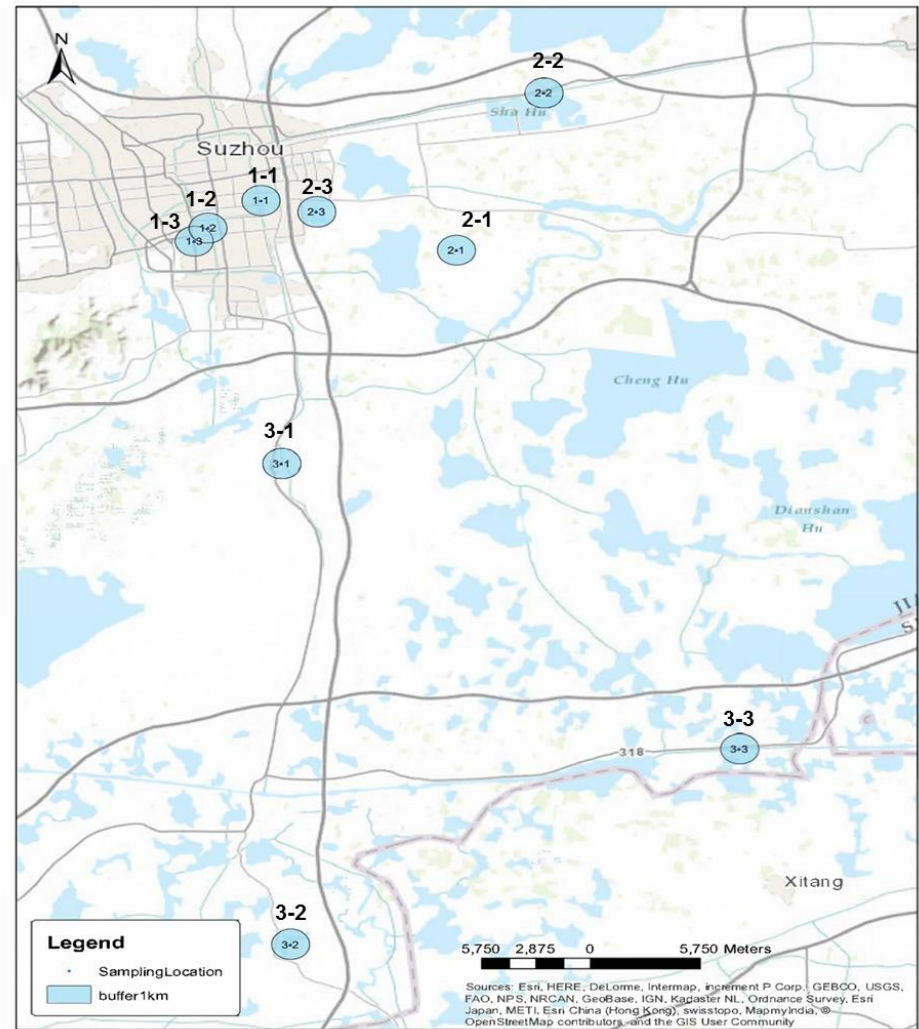 N
2-2
2•2
Sha Hu
Suzhou
1-1
1-1
2-3
2•3
1-2
1•2
1-3
1•3
2-1
2•1
Cheng Hu
3-1
3•1
Dianshan
Hu
3-3
3•3
318
Xitang
3-2
3•2
Legend
SamplingLocation
buffer1km
5,750 2,875 0 5,750 Meters
Sources: Esri, HERE, DeLorme, Intermap, increment P Corp., GEBCO, USGS,
FAO, NPS, NRCAN, GeoBase, IGN, Kadaster NL, Ordnance Survey, Esri
Japan, METI, Esri China (Hong Kong), swisstopo, MapmyIndia, ©
OpenStreetMap contributors, and the GIS User Community